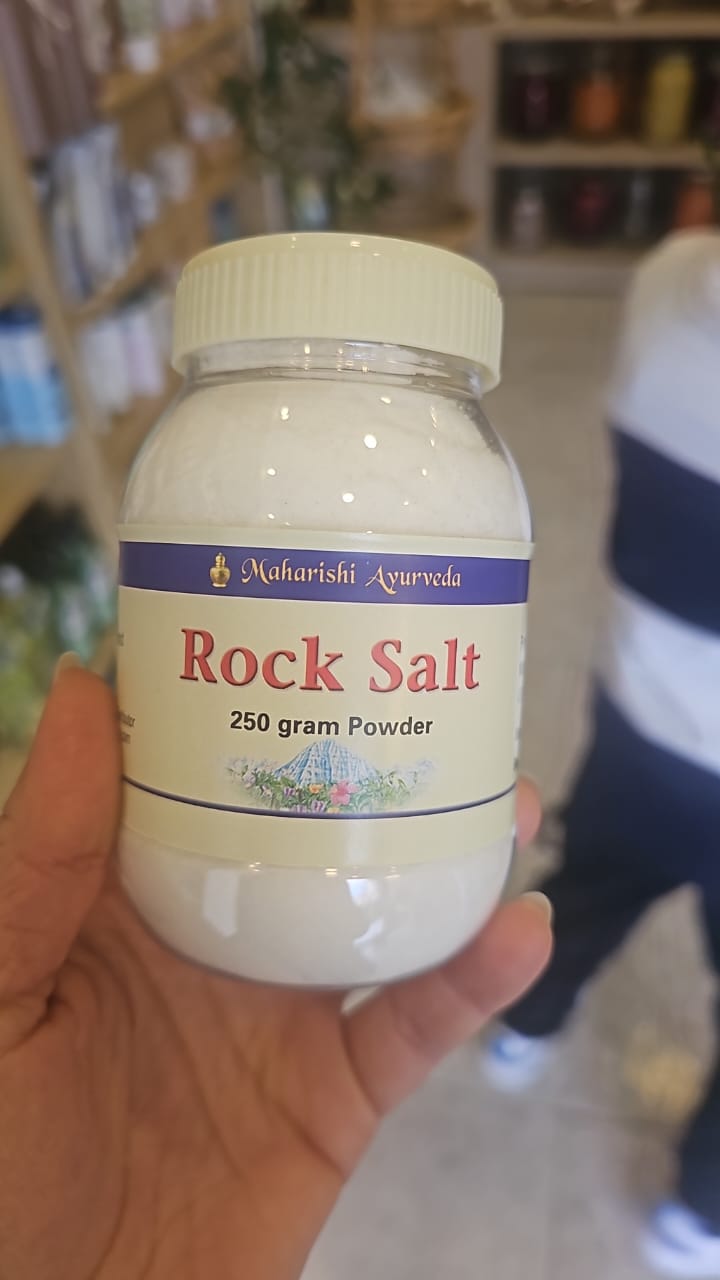 Maharishi Ayurveda
Rock Salt
250 gram Powder